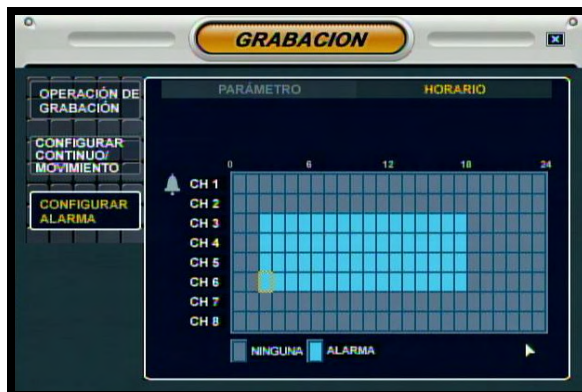 GRABACION
OPERACIÓN DE
GRABACIÓN
CONFIGURAR
CONTINUO/
MOVIMIENTO
CONFIGURAR
ALARMA
PARÁMETRO HORARIO
0 6 12 18 24
CH 1
CH 2
CH 3
CH 4
CH 5
CH 6
CH 7
CH 8
NINGUNA ALARMA